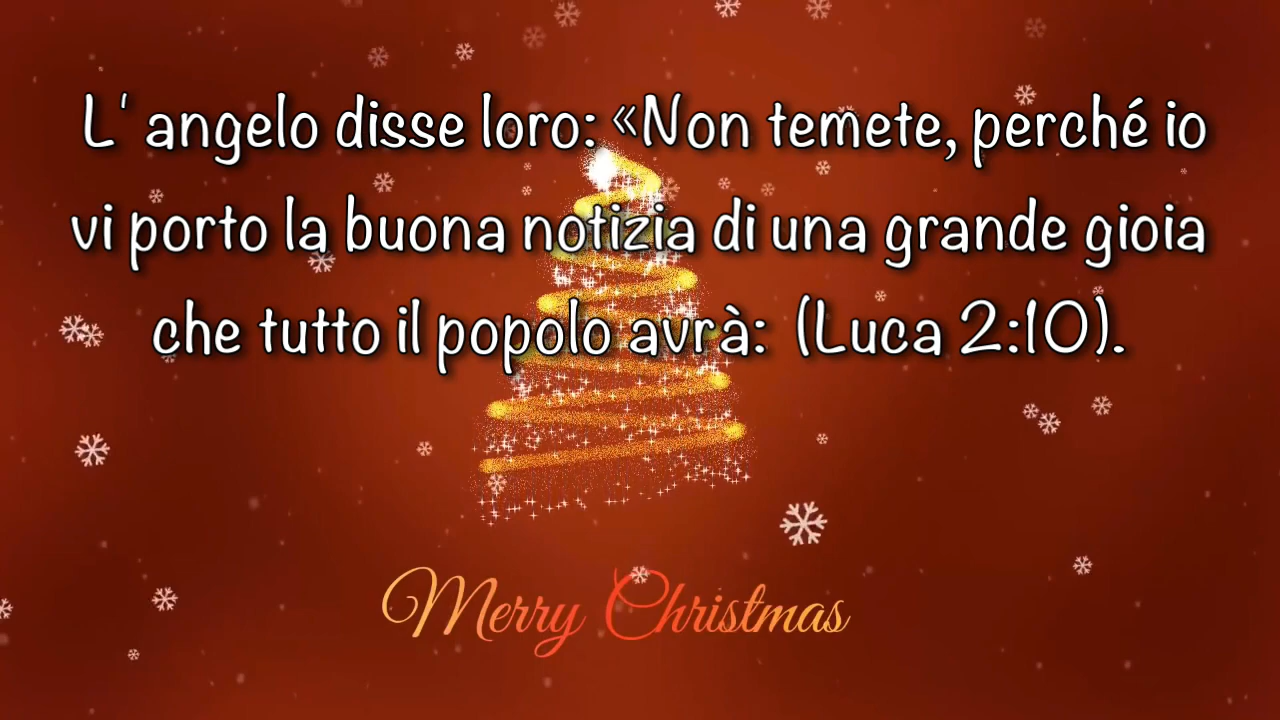 L' angelo disse loro: «Non temete, perché io
vi porto la buona notizia di una grande gioia
che tutto il popolo avrà: (Luca 2:10).
Merry Christmas